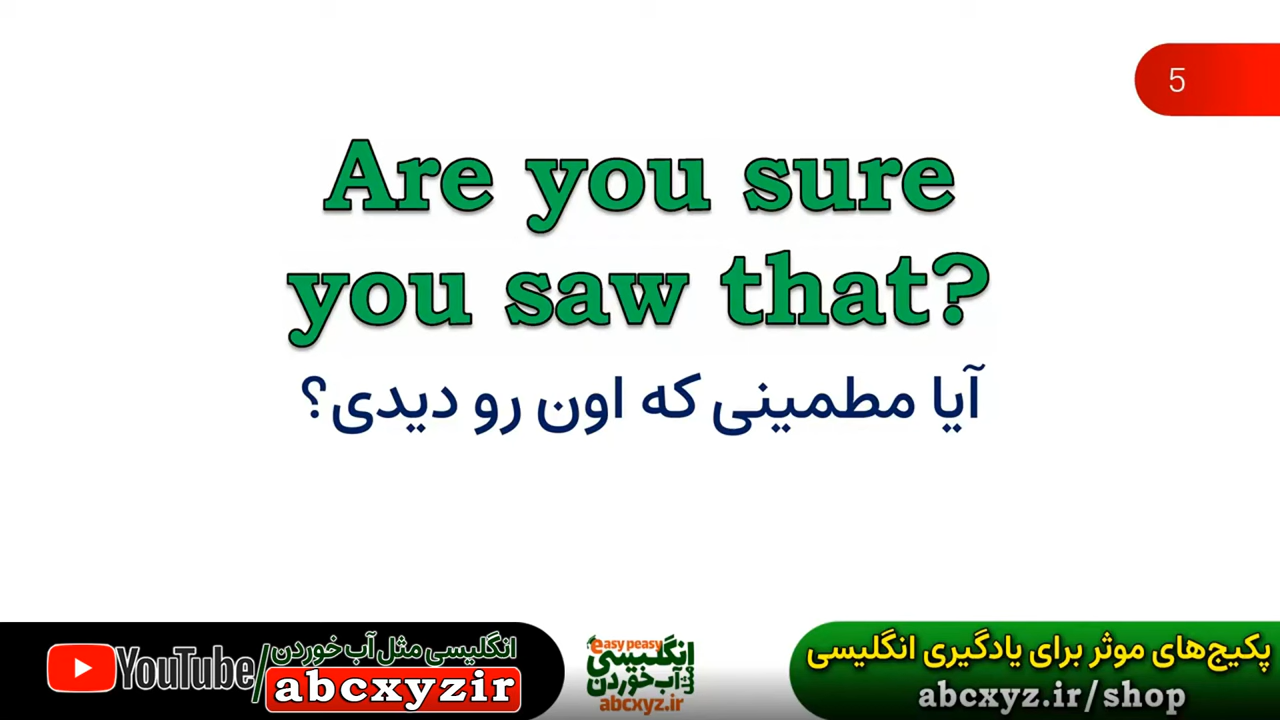 5
Are you sure
you saw that?
آیا مطمینی که اون رو دیدی؟
YouTube/
انگلیسی مثل آب خوردن
abcxyzir
easy peasy
انگلیسی
مثل آب خوردن
abcxyz.ir
پکیج‌های موثر برای یادگیری انگلیسی
abcxyz.ir/shop